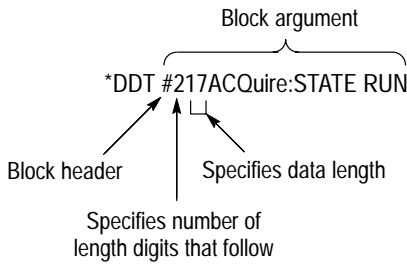 Block argument
*DDT #217ACQuire:STATE RUN
Block header
Specifies data length
Specifies number of
length digits that follow